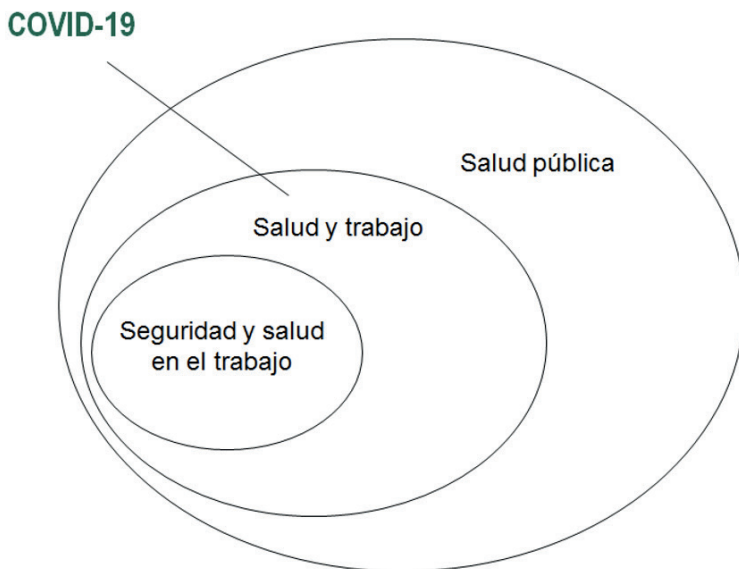 COVID-19
Salud pública
Salud y trabajo
Seguridad y salud
en el trabajo